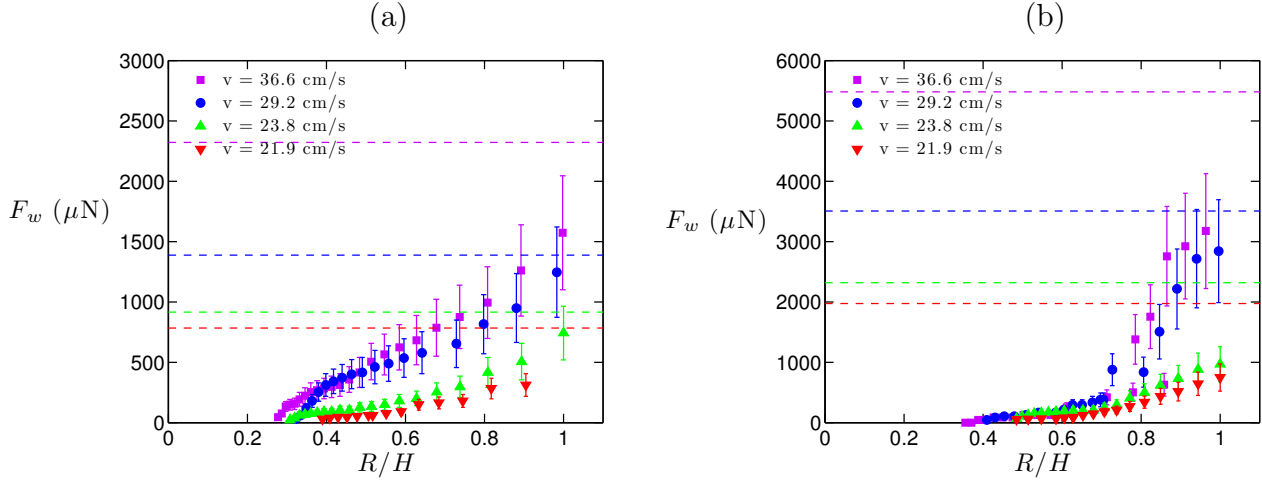 (a)
3000
2500
2000
1500
1000
500
0
F_w (μN)
v = 36.6 cm/s
v = 29.2 cm/s
v = 23.8 cm/s
v = 21.9 cm/s
0 0.2 0.4 0.6 0.8 1
R/H
(b)
6000
5000
4000
3000
2000
1000
0
F_w (μN)
v = 36.6 cm/s
v = 29.2 cm/s
v = 23.8 cm/s
v = 21.9 cm/s
0 0.2 0.4 0.6 0.8 1
R/H